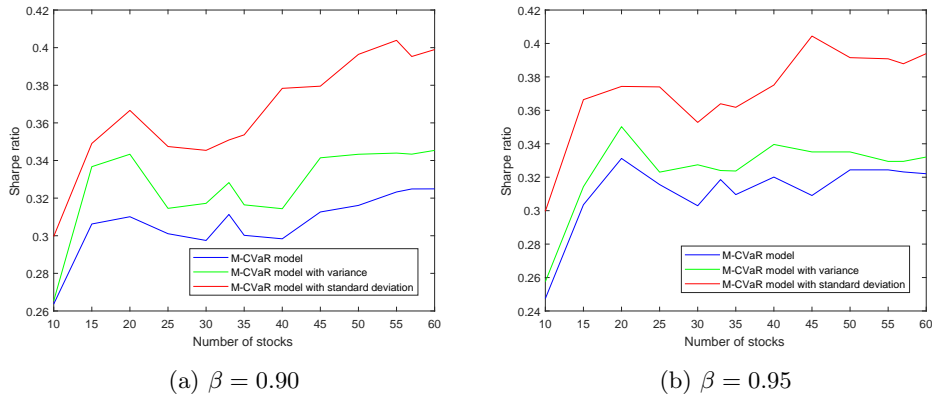 0.42
0.4
0.38
0.36
0.34
0.32
0.3
0.28
0.26
Sharpe ratio
M-CVaR model
M-CVaR model with variance
M-CVaR model with standard deviation
10 15 20 25 30 35 40 45 50 55 60
Number of stocks
(a) β = 0.90
0.42
0.4
0.38
0.36
0.34
0.32
0.3
0.28
0.26
0.24
Sharpe ratio
M-CVaR model
M-CVaR model with variance
M-CVaR model with standard deviation
10 15 20 25 30 35 40 45 50 55 60
Number of stocks
(b) β = 0.95